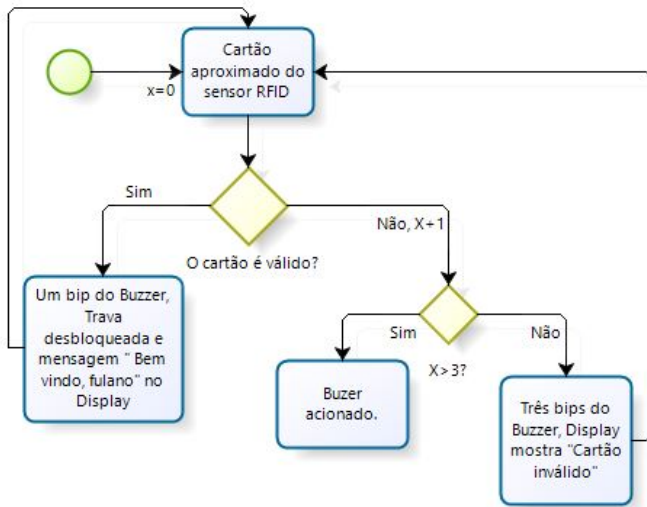 Cartão
aproximado do
sensor RFID
x=0
Sim
Não, X+1
O cartão é válido?
Um bip do Buzzer,
Trava
desbloqueada e
mensagem “ Bem
vindo, fulano” no
Display
Sim
Não
X>3?
Buzer
acionado.
Três bips do
Buzzer, Display
mostra “Cartão
inválido”